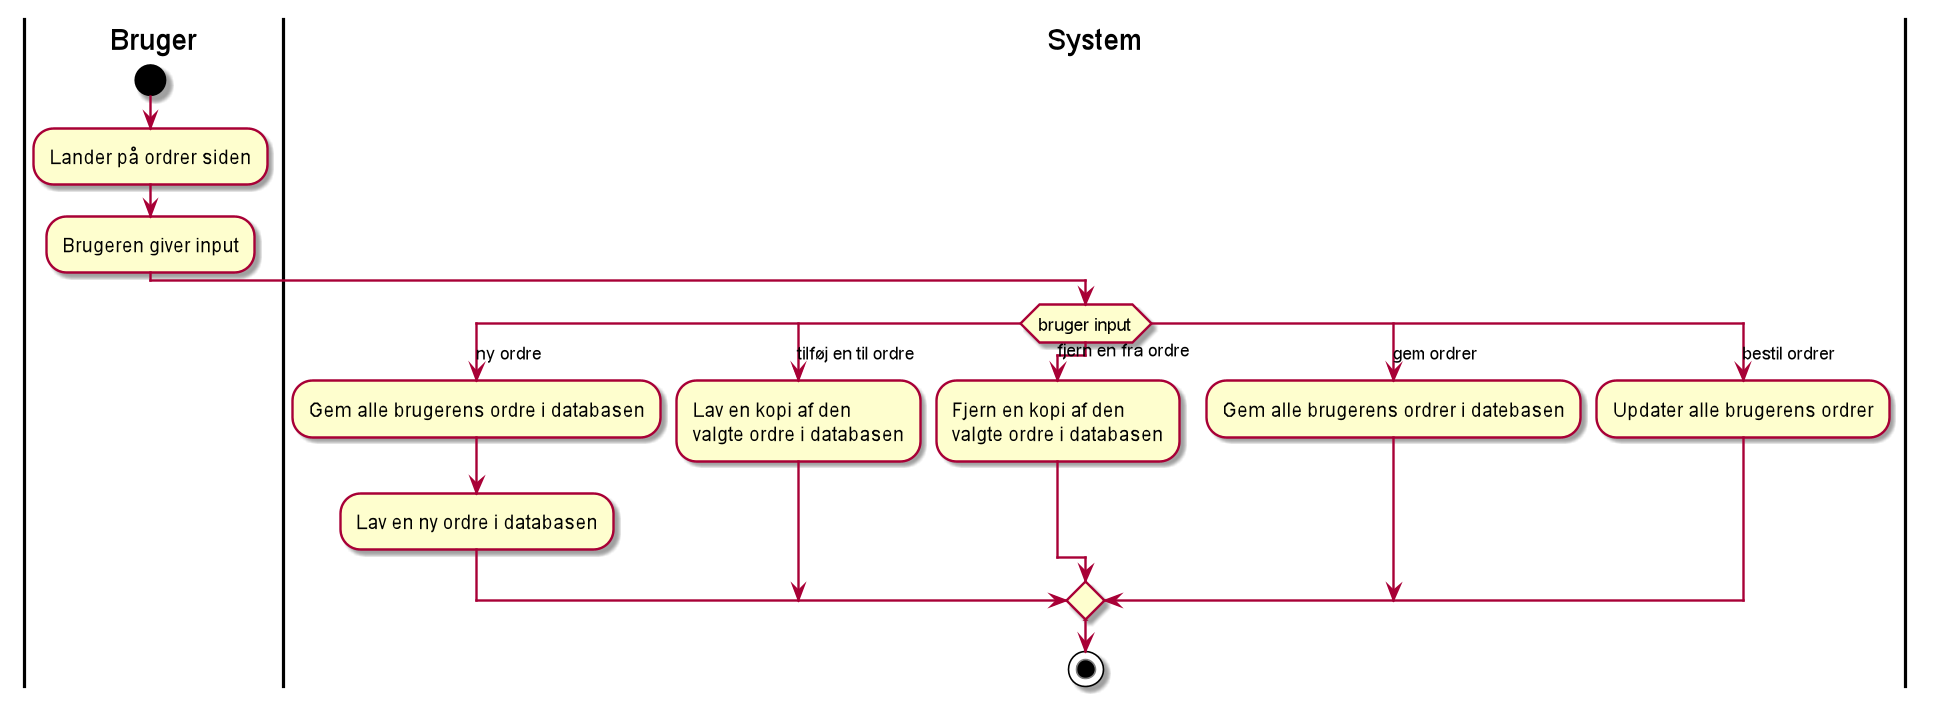 Bruger
System
Lander på ordrer siden
Brugeren giver input
bruger input
ny ordre
tilføj en til ordre
fjern en fra ordre
gem ordrer
bestil ordrer
Gem alle brugerens ordre i databasen
Lav en kopi af den
valgte ordre i databasen
Fjern en kopi af den
valgte ordre i databasen
Gem alle brugerens ordrer i datebasen
Updater alle brugerens ordrer
Lav en ny ordre i databasen